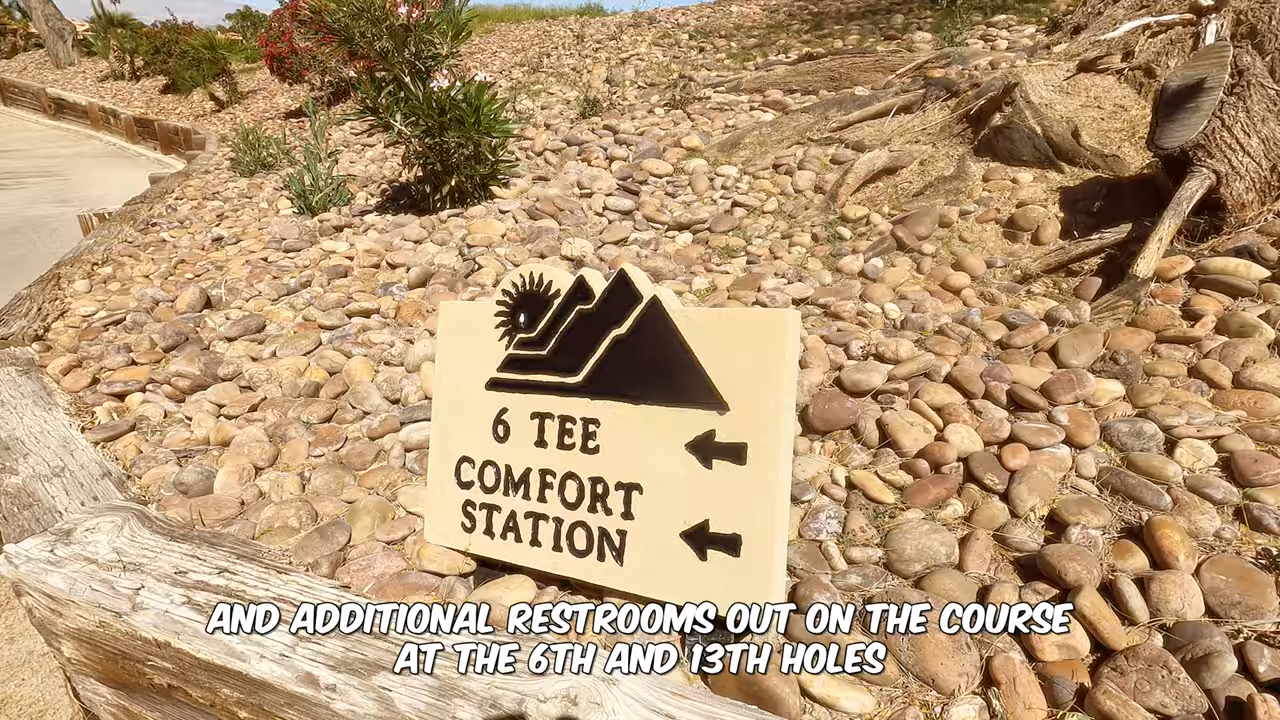 6 TEE
COMFORT
STATION
AND ADDITIONAL RESTROOMS OUT ON THE COURSE
AT THE 6TH AND 13TH HOLES